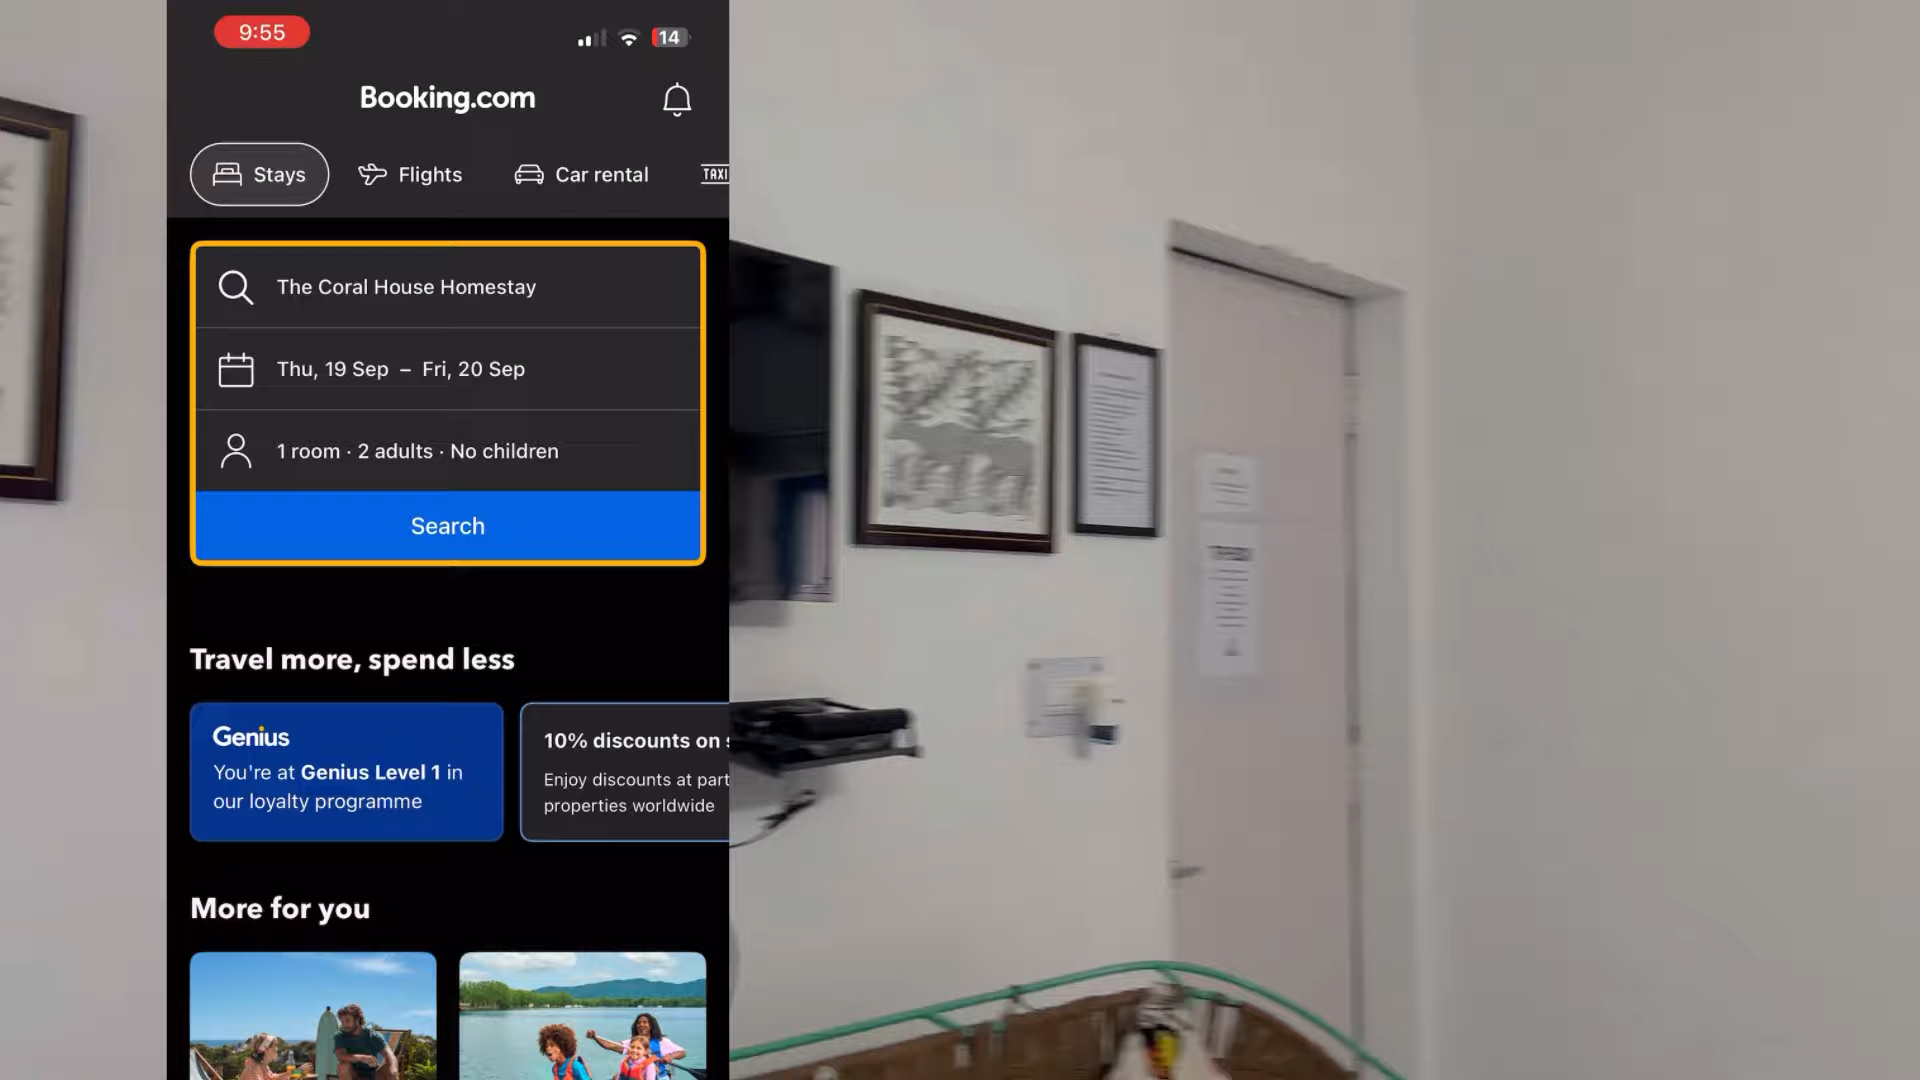 9:55
14
Booking.com
Stays
Flights
Car rental
TAXI
The Coral House Homestay
Thu, 19 Sep – Fri, 20 Sep
1 room · 2 adults · No children
Search
Travel more, spend less
Genius
You're at Genius Level 1 in
our loyalty programme
10% discounts on
Enjoy discounts at part
properties worldwide
More for you